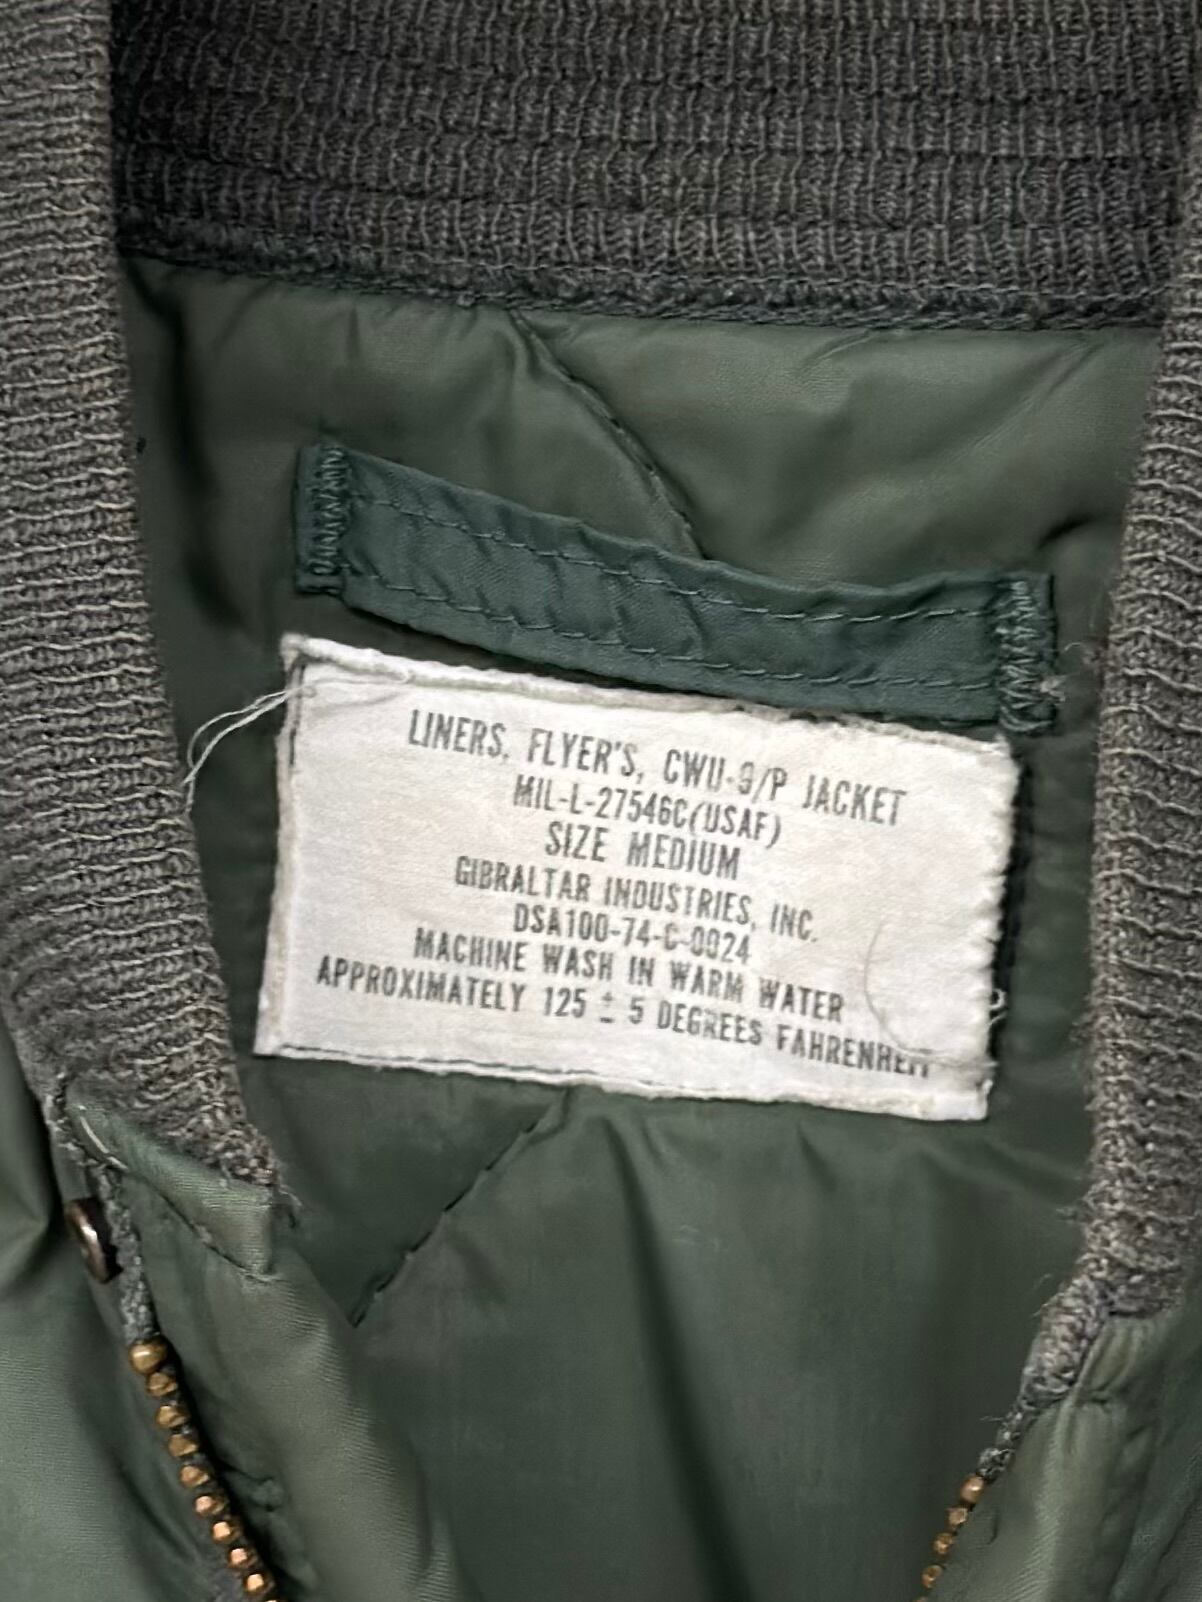 LINERS, FLYER'S, CWU-9/P JACKET
MIL-L-27546C(USAF)
SIZE MEDIUM
GIBRALTAR INDUSTRIES, INC.
DSA100-74-C-0024
MACHINE WASH IN WARM WATER
APPROXIMATELY 125 ± 5 DEGREES FAHRENHEIT